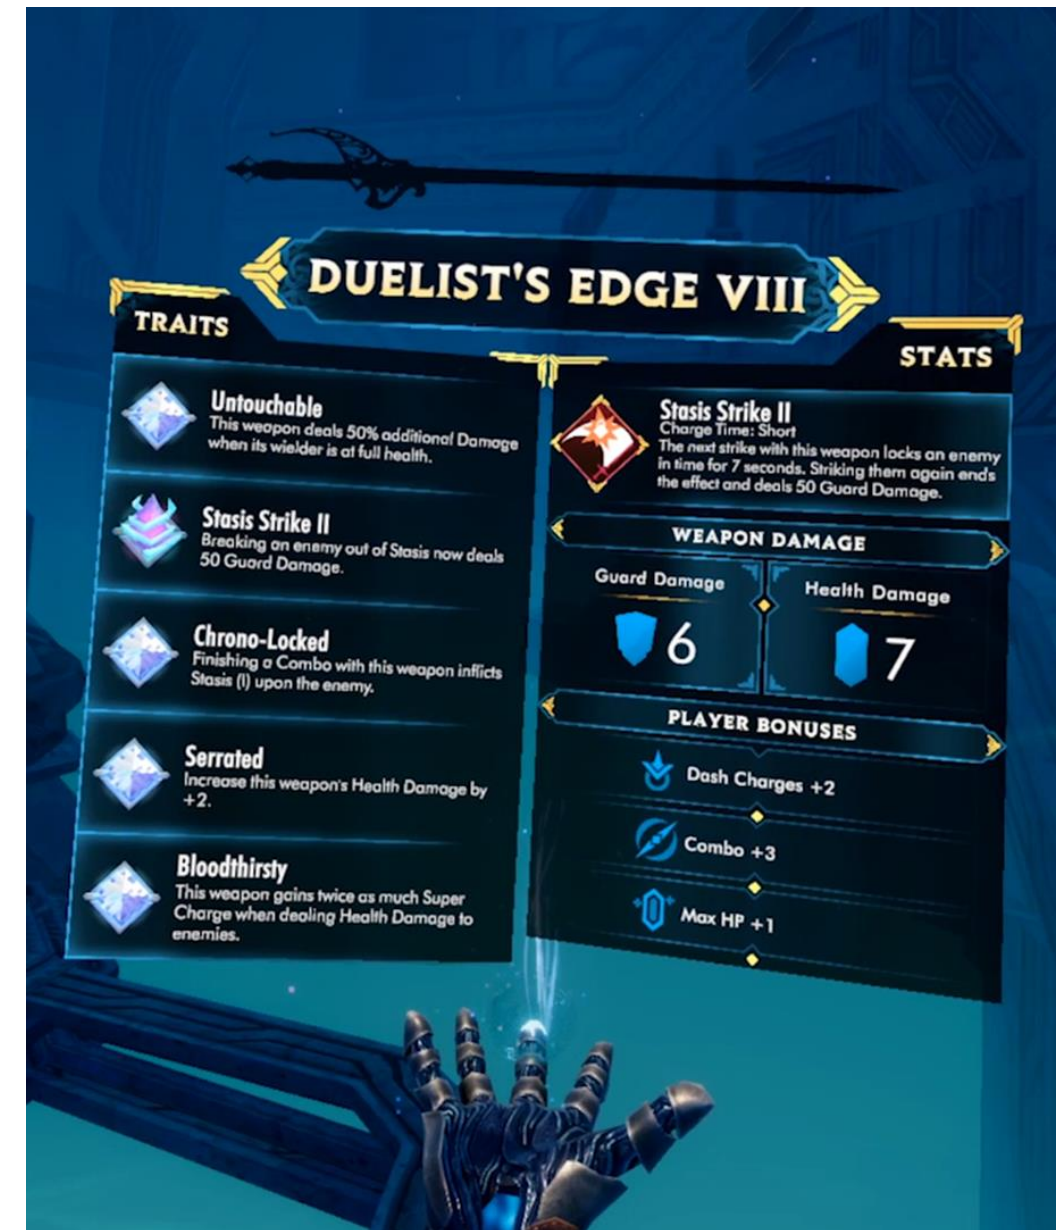 DUELIST'S EDGE VIII
TRAITS
Untouchable
This weapon deals 50% additional Damage
when its wielder is at full health.
Stasis Strike II
Breaking an enemy out of Stasis now deals
50 Guard Damage.
Chrono-Locked
Finishing a Combo with this weapon inflicts
Stasis (I) upon the enemy.
Serrated
Increase this weapon's Health Damage by
+2.
Bloodthirsty
This weapon gains twice as much Super
Charge when dealing Health Damage to
enemies.
STATS
Stasis Strike II
Charge Time: Short
The next strike with this weapon locks an enemy
in time for 7 seconds. Striking them again ends
the effect and deals 50 Guard Damage.
WEAPON DAMAGE
Guard Damage
6
Health Damage
7
PLAYER BONUSES
Dash Charges +2
Combo +3
Max HP +1